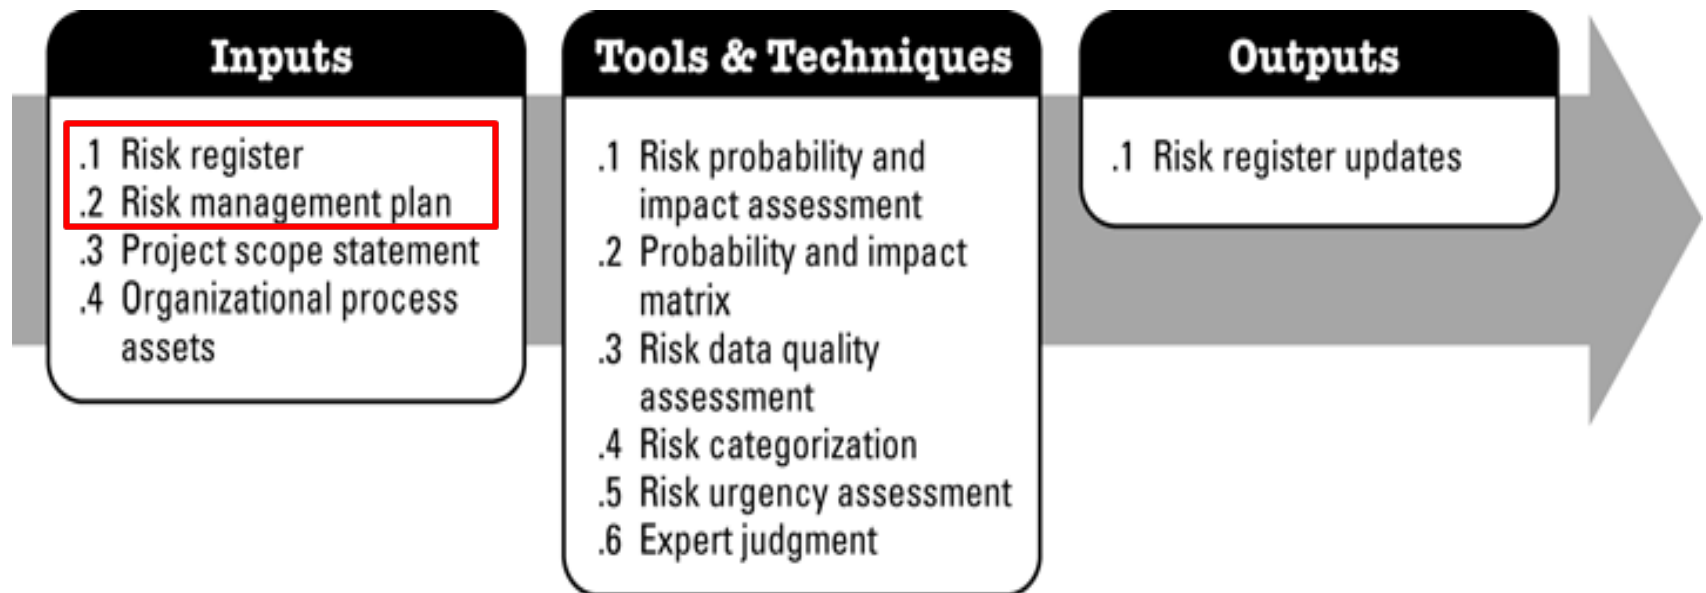 Inputs
.1 Risk register
.2 Risk management plan
.3 Project scope statement
.4 Organizational process
assets
Tools & Techniques
.1 Risk probability and
impact assessment
.2 Probability and impact
matrix
.3 Risk data quality
assessment
.4 Risk categorization
.5 Risk urgency assessment
.6 Expert judgment
Outputs
.1 Risk register updates